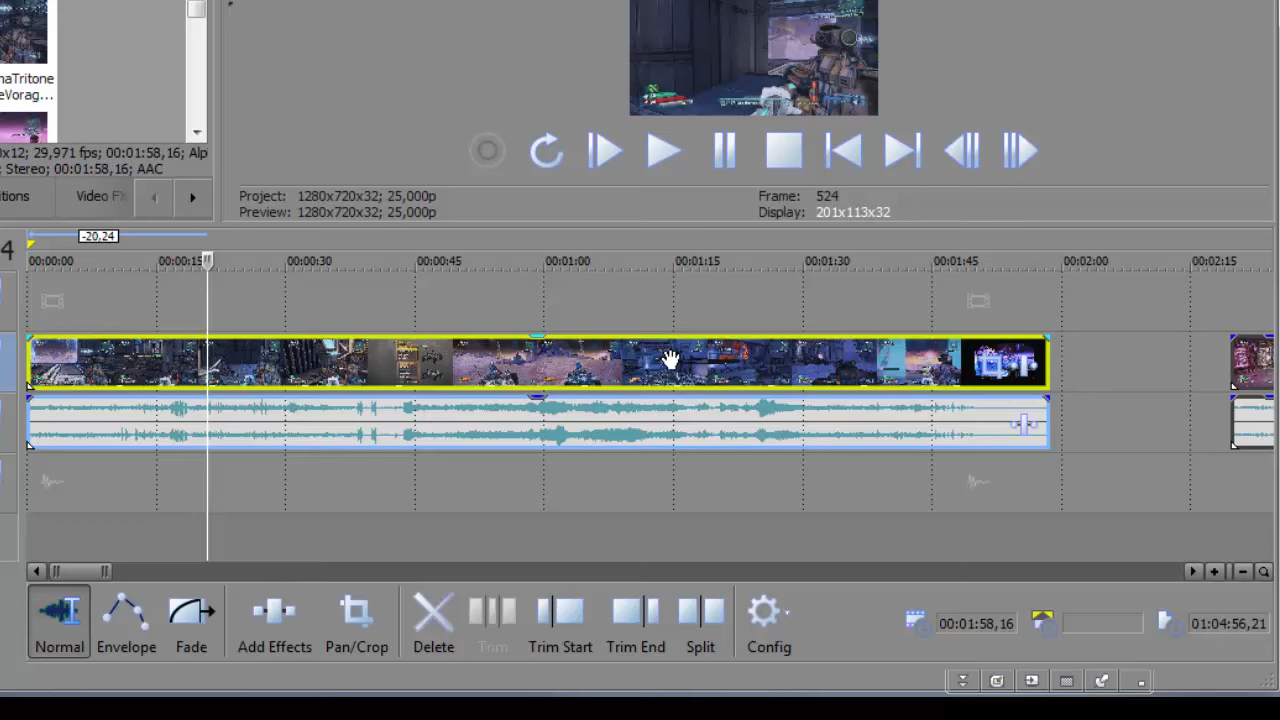 naTritone
eVorag...
0x12; 29,971 fps; 00:01:58,16; Alp
; Stereo; 00:01:58,16; AAC
itions
Video FX
Project: 1280x720x32; 25,000p
Preview: 1280x720x32; 25,000p
Frame: 524
Display: 201x113x32
4
-20,24
00:00:00
00:00:15
00:00:30
00:00:45
00:01:00
00:01:15
00:01:30
00:01:45
00:02:00
00:02:15
Normal
Envelope
Fade
Add Effects
Pan/Crop
Delete
Trim
Trim Start
Trim End
Split
Config
00:01:58,16
01:04:56,21